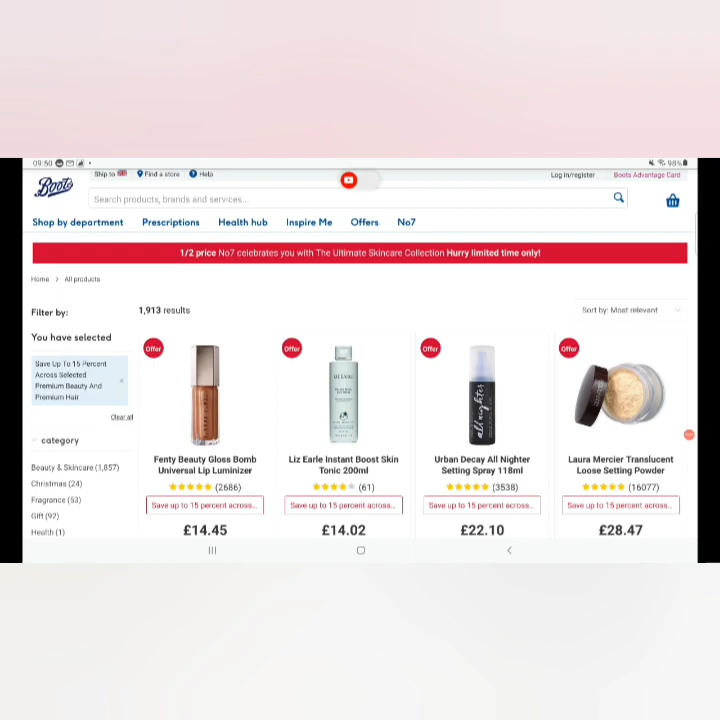 09:50
98%
Ship to
Find a store
Help
Log in/register
Boots Advantage Card
Boots
Search products, brands and services...
Shop by department
Prescriptions
Health hub
Inspire Me
Offers
No7
1/2 price No7 celebrates you with The Ultimate Skincare Collection Hurry limited time only!
Home > All products
Filter by:
1,913 results
Sort by: Most relevant
You have selected
Save Up To 15 Percent
Across Selected
Premium Beauty And
Premium Hair
Clear all
category
Beauty & Skincare (1,857)
Christmas (24)
Fragrance (53)
Gift (92)
Health (1)
Offer
Fenty Beauty Gloss Bomb
Universal Lip Luminizer
(2686)
Save up to 15 percent across...
£14.45
Offer
LIZ EARLE
Liz Earle Instant Boost Skin
Tonic 200ml
(61)
Save up to 15 percent across...
£14.02
Offer
all nighter
Urban Decay All Nighter
Setting Spray 118ml
(3538)
Save up to 15 percent across...
£22.10
Offer
Laura Mercier Translucent
Loose Setting Powder
(16077)
Save up to 15 percent across...
£28.47